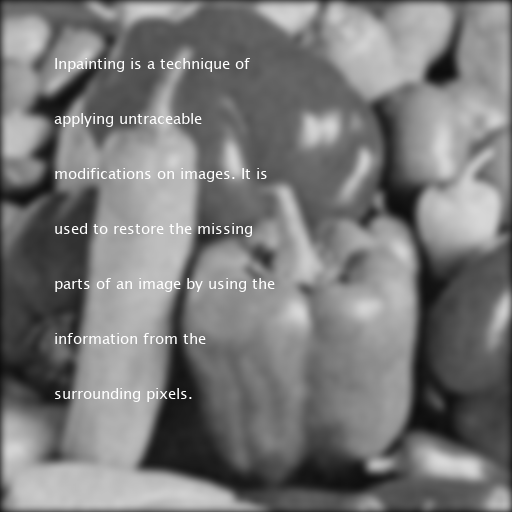 Inpainting is a technique of
applying untraceable
modifications on images. It is
used to restore the missing
parts of an image by using the
information from the
surrounding pixels.